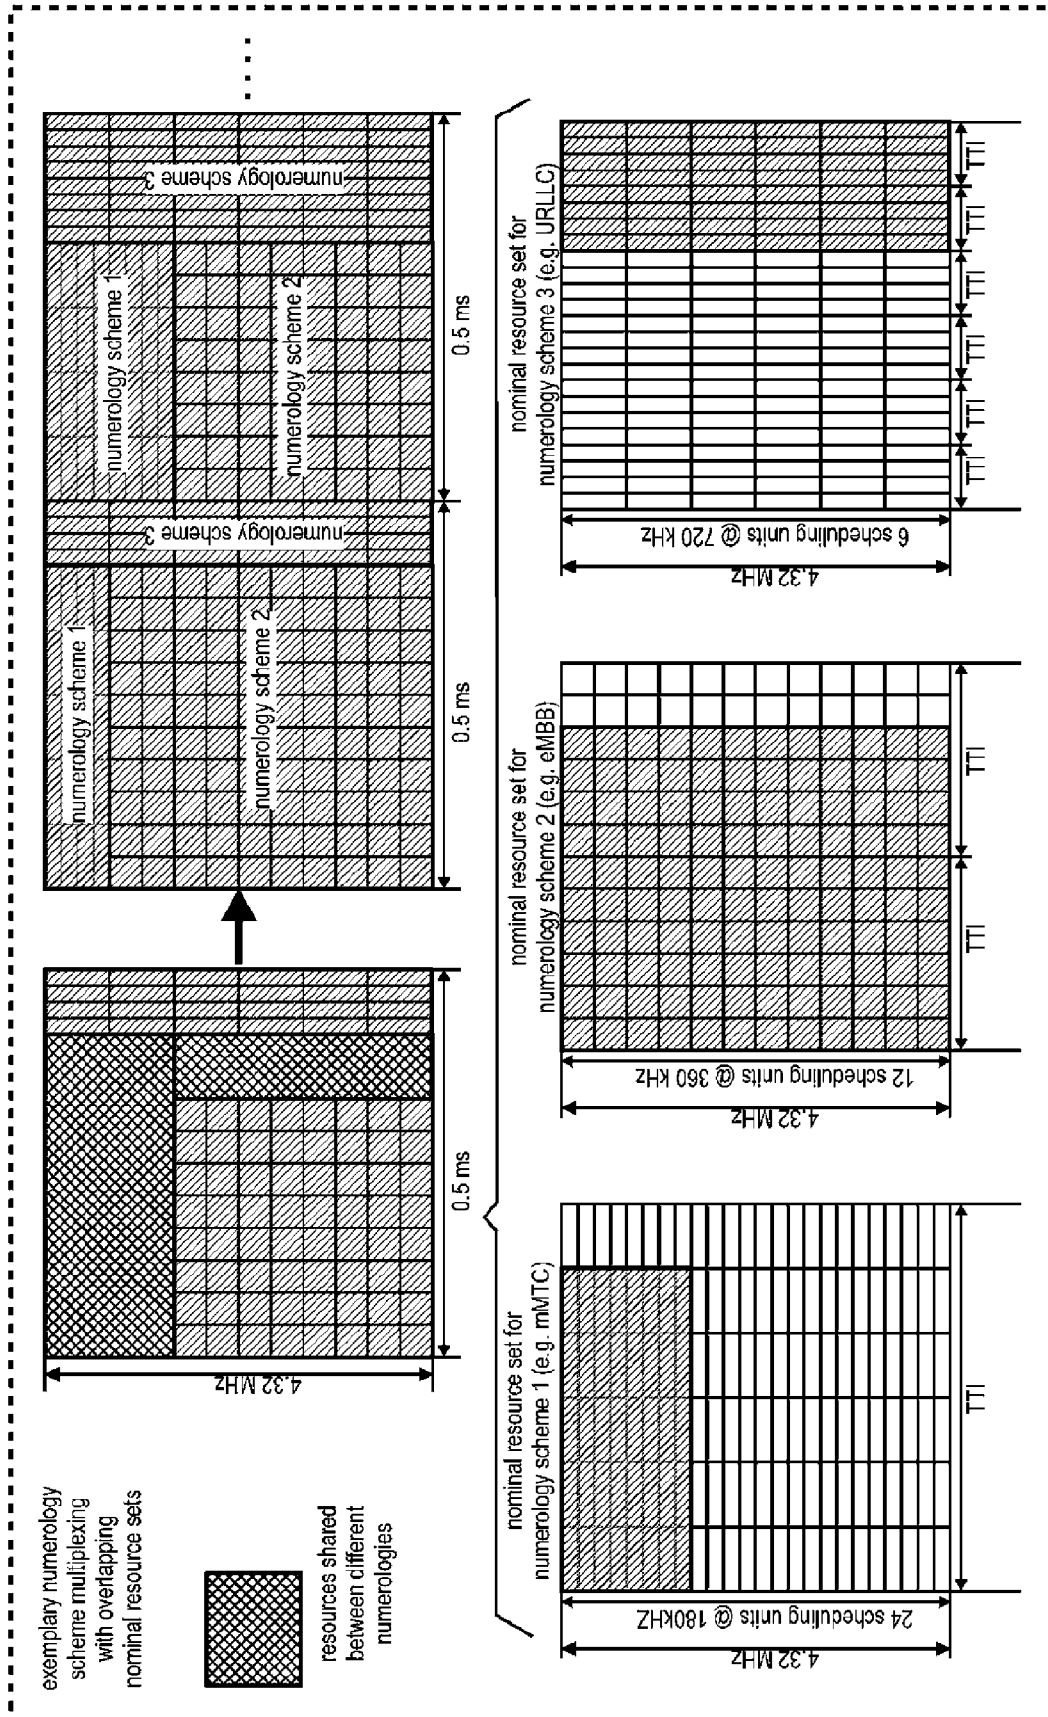 exemplary numerology
scheme multiplexing
with overlapping
nominal resource sets
resources shared
between different
numerologies
4.32 MHz
0.5 ms
numerology scheme 1
numerology scheme 2
numerology scheme 3
0.5 ms
numerology scheme 1
numerology scheme 2
numerology scheme 3
0.5 ms
nominal resource set for
numerology scheme 1 (e.g. mMTC)
4.32 MHz
24 scheduling units @ 180kHZ
TTI
nominal resource set for
numerology scheme 2 (e.g. eMBB)
4.32 MHz
12 scheduling units @ 360 kHz
TTI
TTI
nominal resource set for
numerology scheme 3 (e.g. URLLC)
4.32 MHz
6 scheduling units @ 720 kHz
TTI
TTI
TTI
TTI
TTI
TTI